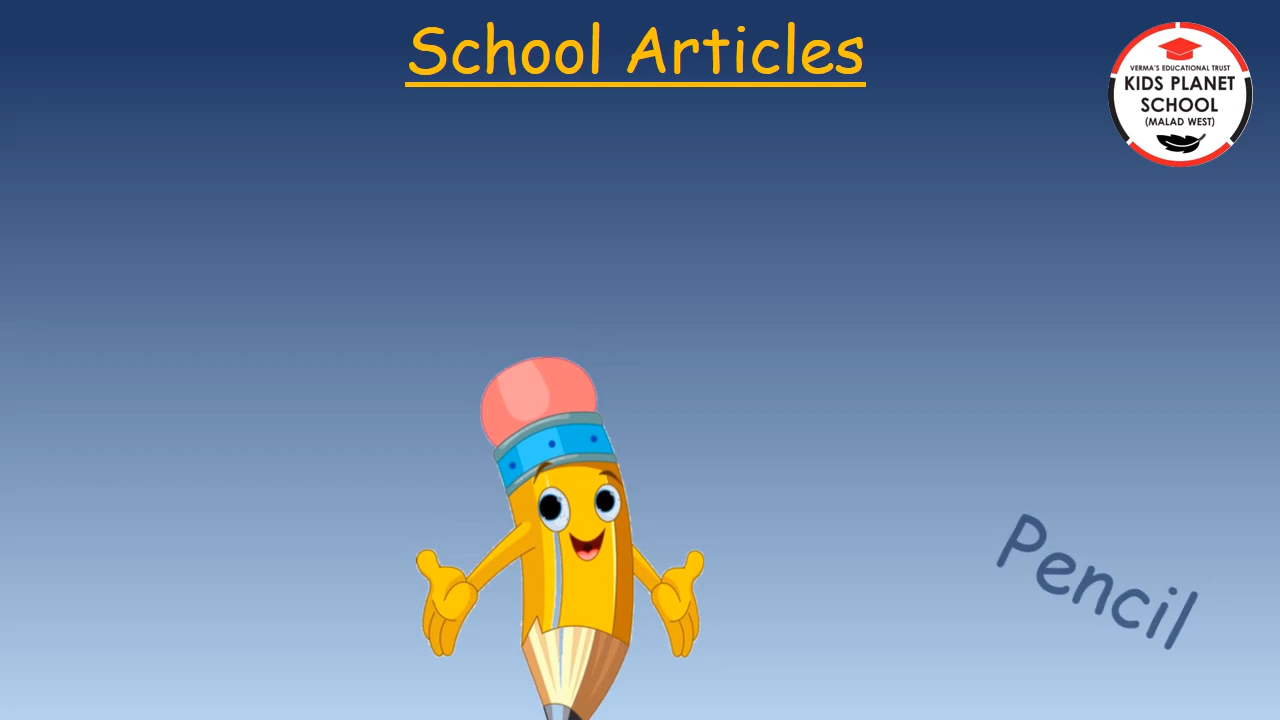 School Articles
VERMA'S EDUCATIONAL TRUST
KIDS PLANET
SCHOOL
(MALAD WEST)
Pencil